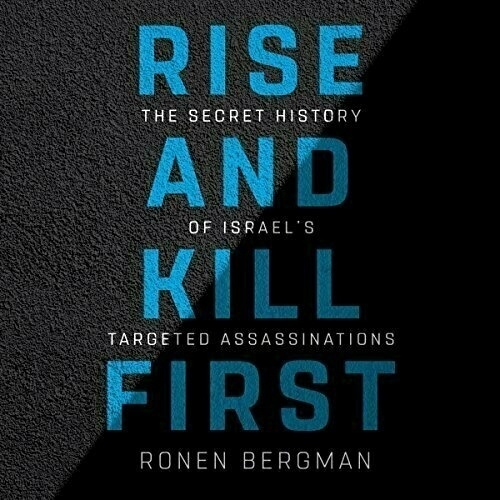 RISE
THE SECRET HISTORY
AND
OF ISRAEL'S
KILL
TARGETED ASSASSINATIONS
FIRST
RONEN BERGMAN